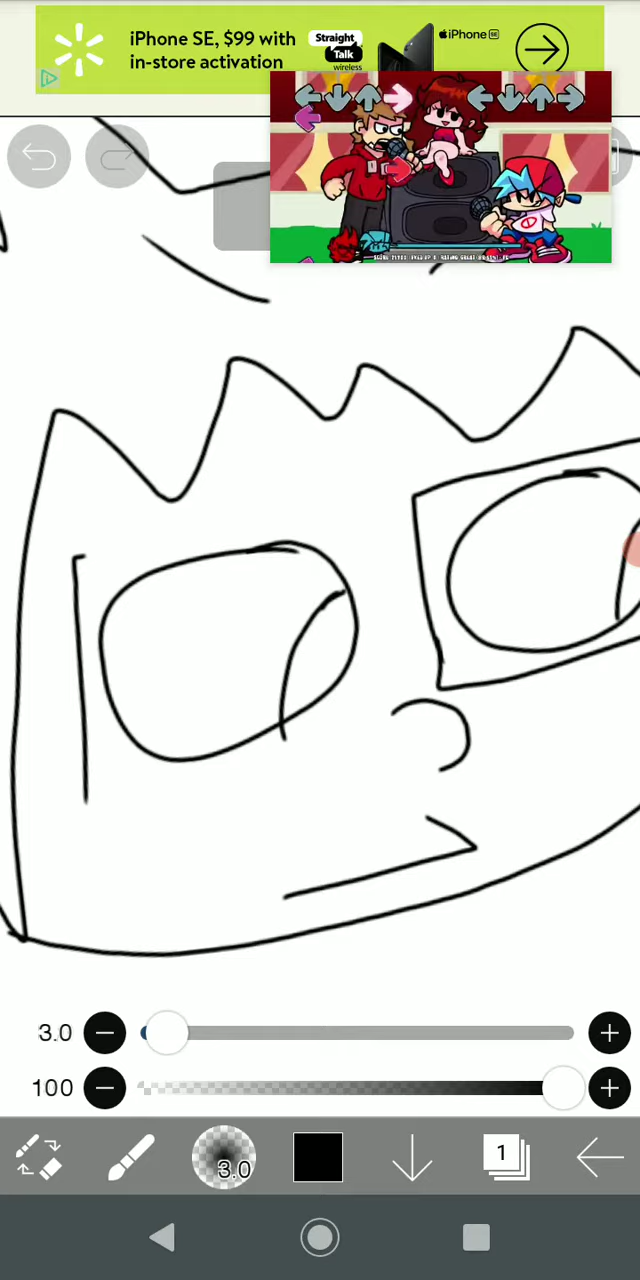 iPhone SE, $99 with
in-store activation
Straight
Talk
wireless
iPhone SE
3.0
100
3.0
1